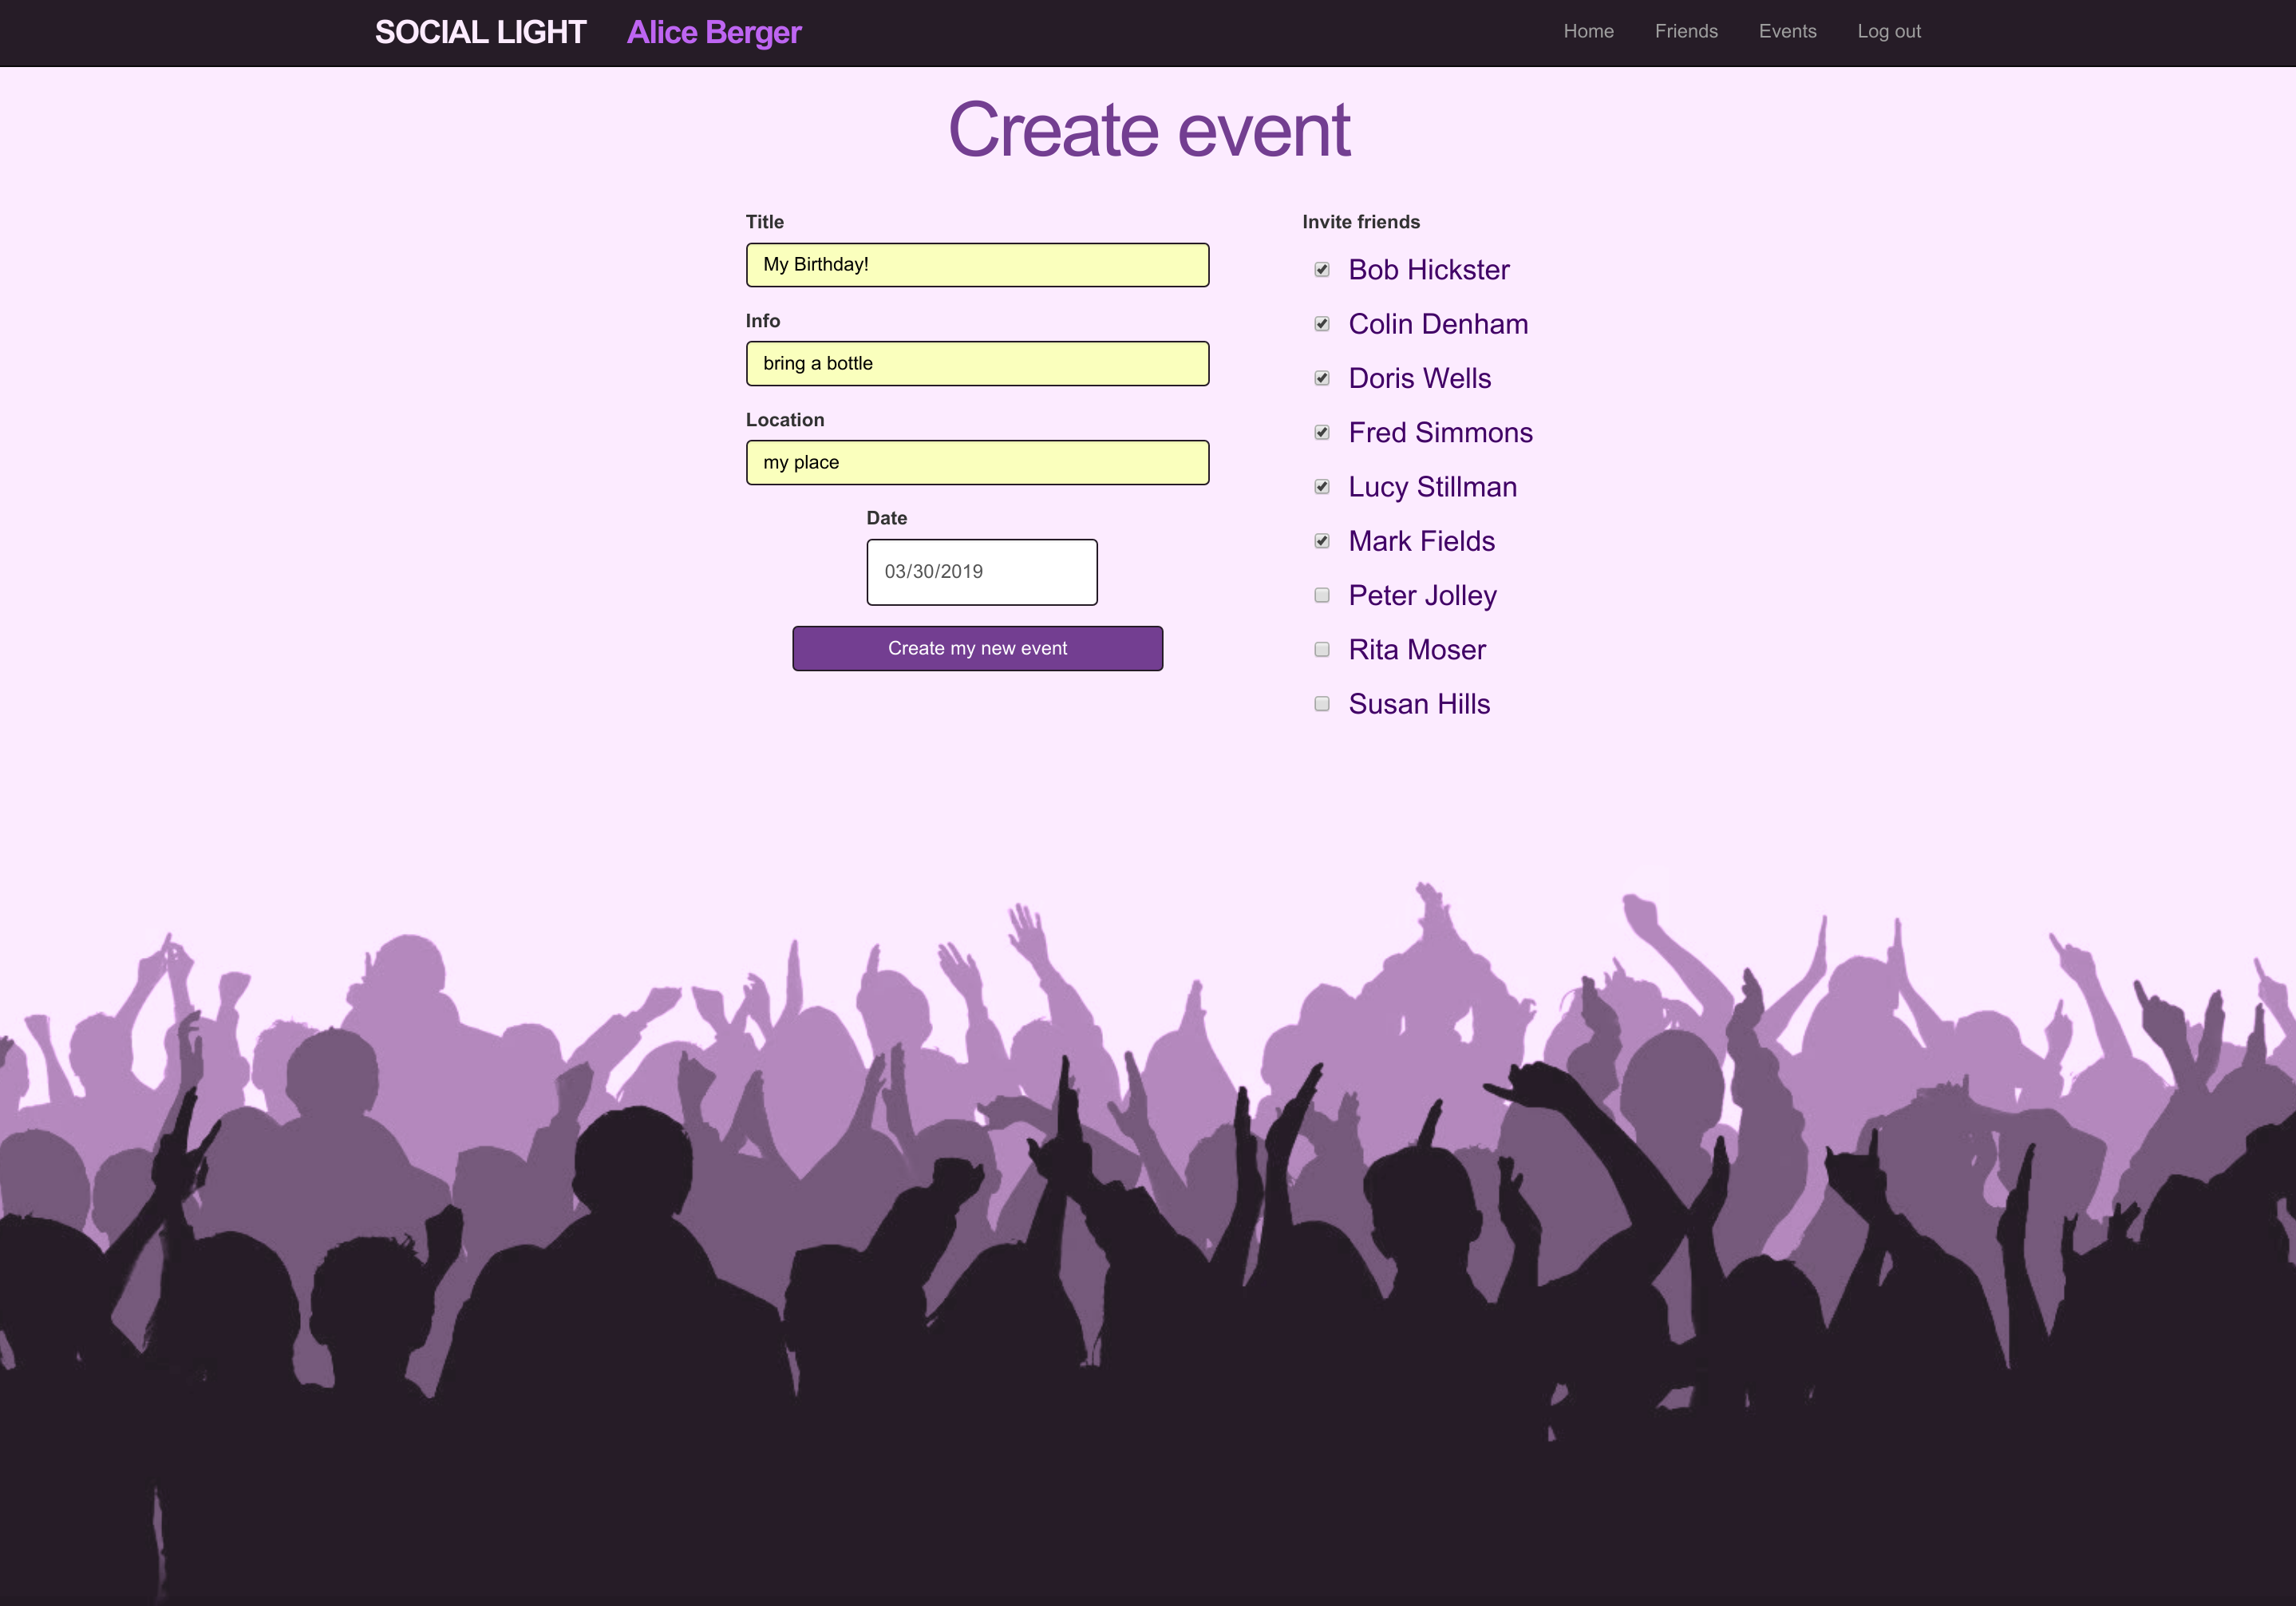 SOCIAL LIGHT Alice Berger Home Friends Events Log out
Create event
Title
My Birthday!
Info
bring a bottle
Location
my place
Date
03/30/2019
Create my new event
Invite friends
Bob Hickster
Colin Denham
Doris Wells
Fred Simmons
Lucy Stillman
Mark Fields
Peter Jolley
Rita Moser
Susan Hills